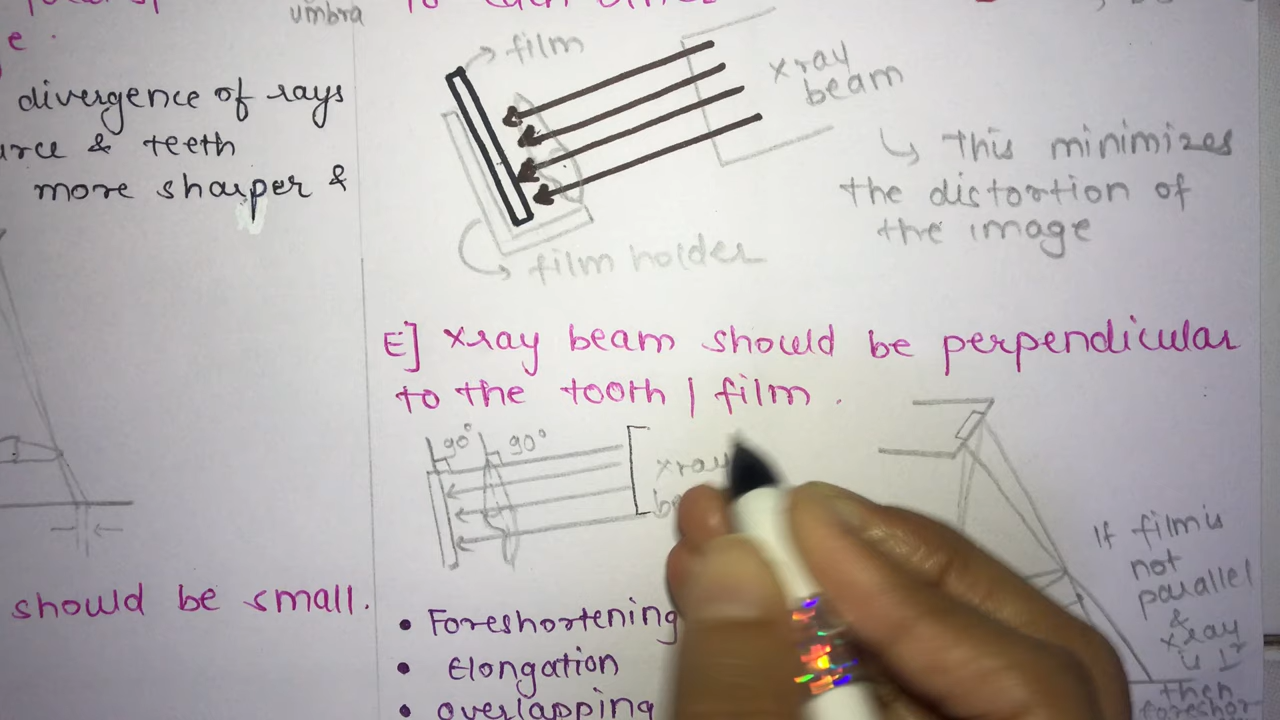 umbra
e.
divergence of rays
& teeth
more sharper &
should be small.
film
xray
beam
film holder
↳ This minimizes
the distortion of
the image
E] xray beam should be perpendicular
to the tooth / film.
90° 90°
xray
• Foreshortening
• Elongation
• overlapping
If film is
not
parallel
&
xray
is ⊥r
then